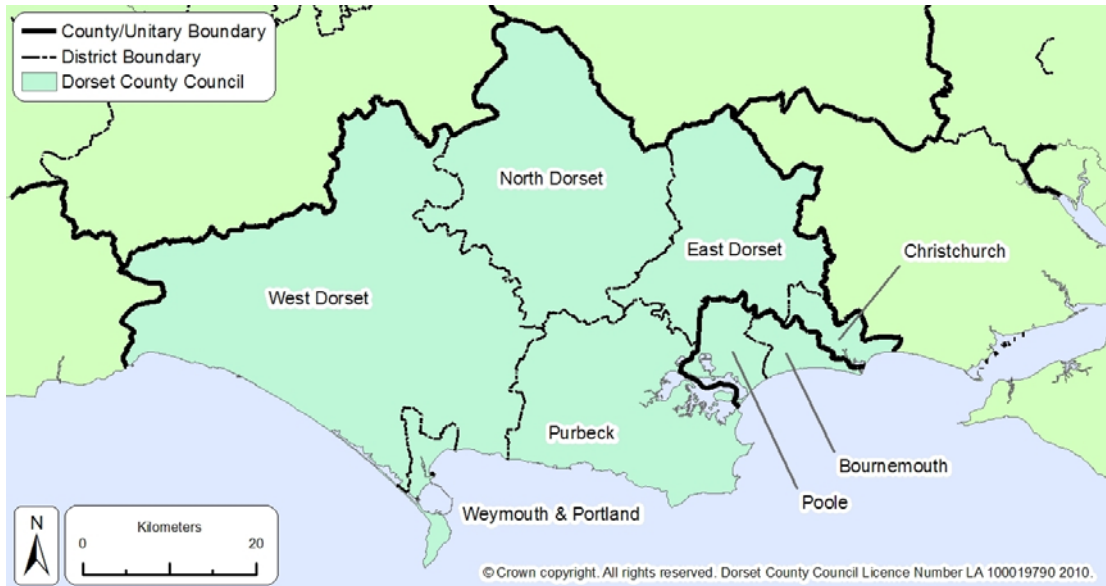 County/Unitary Boundary
District Boundary
Dorset County Council
North Dorset
East Dorset
Christchurch
West Dorset
Purbeck
Bournemouth
Poole
Weymouth & Portland
N
Kilometers
0 20
© Crown copyright. All rights reserved. Dorset County Council Licence Number LA 100019790 2010.